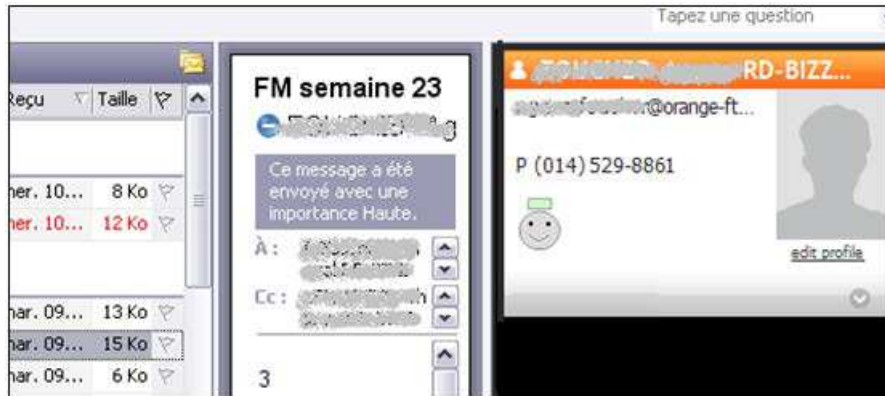 Tapez une question
Reçu Taille
FM semaine 23
RD-BIZZ...
@orange-ft...
Ce message a été
envoyé avec une
importance Haute.
P (014) 529-8861
mer. 10... 8 Ko
mer. 10... 12 Ko
À :
edit profile
Cc :
mar. 09... 13 Ko
mar. 09... 15 Ko
mar. 09... 6 Ko
3